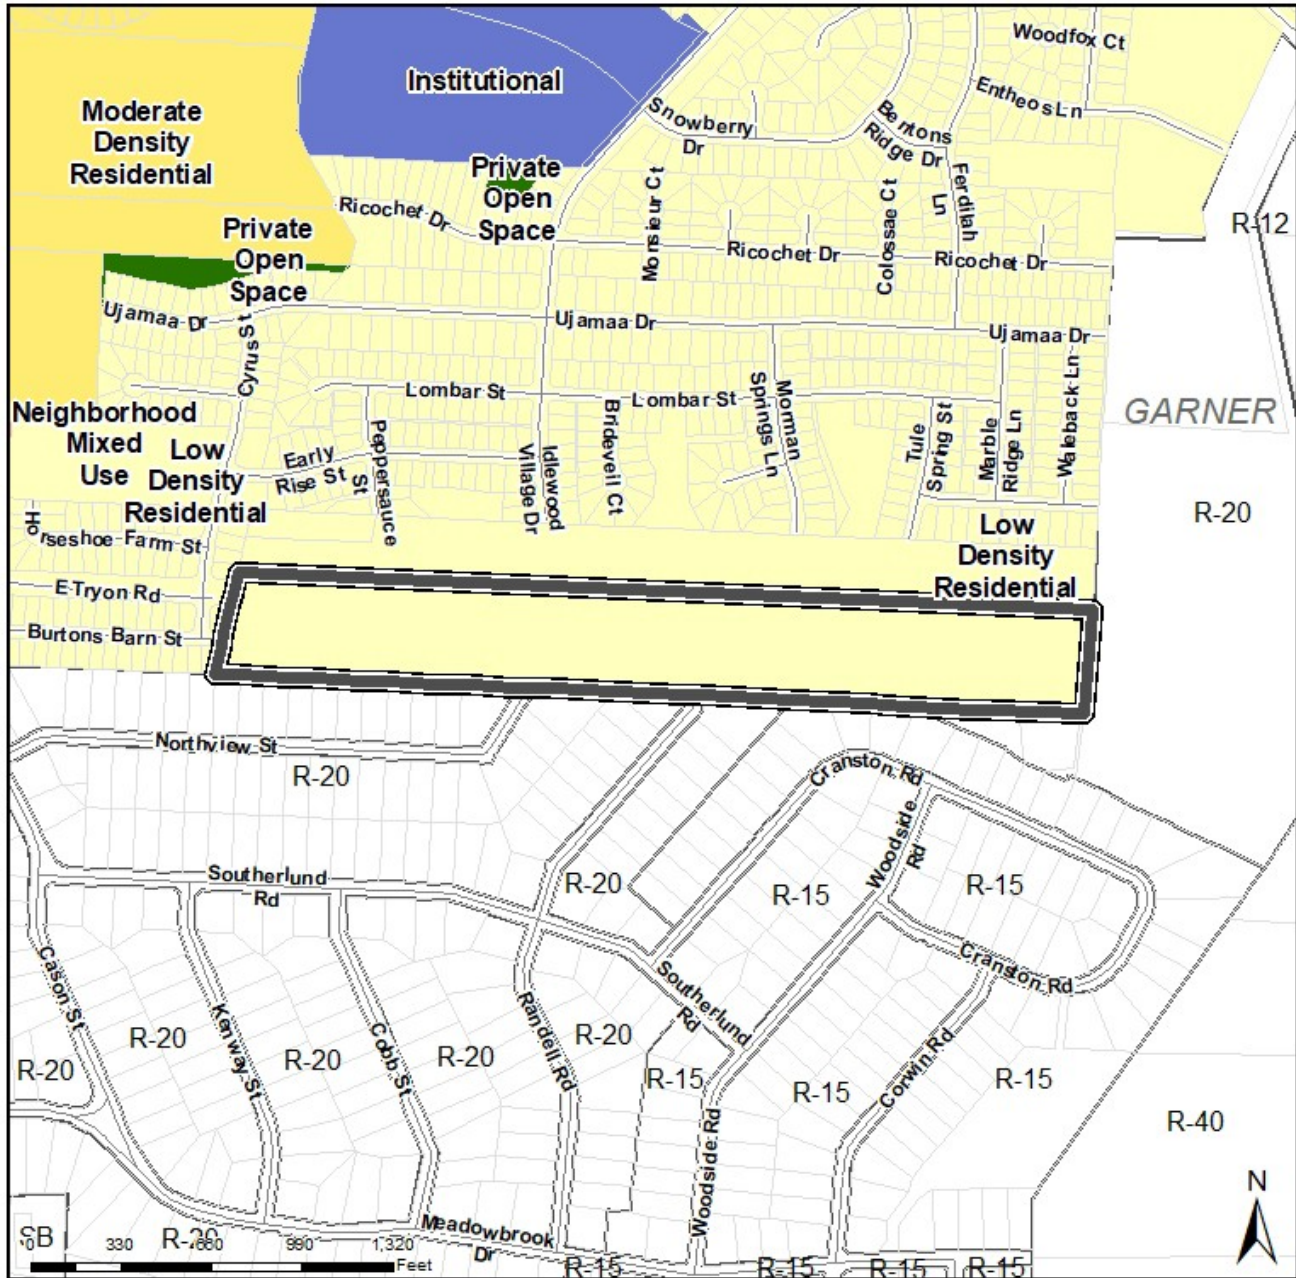 Woodfox Ct
Institutional
Entheos Ln
Moderate
Density
Residential
Snowberry
Dr
Bentons
Ridge Dr
Private
Open
Space
Ricochet Dr
Monsieur Ct
Colossae Ct
Ferdilah
Ln
R-12
Private
Open
Space
Ricochet Dr
Ricochet Dr
Ujamaa Dr
Ujamaa Dr
Ujamaa Dr
Cyrus St
Lombar St
Lombar St
Morman
Springs Ln
Waleback Ln
GARNER
Neighborhood
Mixed
Use
Low
Density
Residential
Early
Rise St
Peppersauce
St
Idlewood
Village Dr
Brideveil Ct
Tule
Spring St
Marble
Ridge Ln
R-20
Horseshoe Farm St
Low
Density
Residential
E Tryon Rd
Burtons Barn St
Northview St
R-20
Cranston Rd
Woodside
Rd
Southerlund
Rd
R-20
R-15
R-15
Cason St
Kenway St
Cobb St
Randell Rd
Southerlund
Rd
Cranston Rd
R-20
R-20
R-20
R-20
R-20
R-15
R-15
Corwin Rd
R-15
R-40
Woodside Rd
N
Meadowbrook
Dr
SB
R-20
0 330 660 990 1,320
Feet
R-15
R-15
R-15
R-15